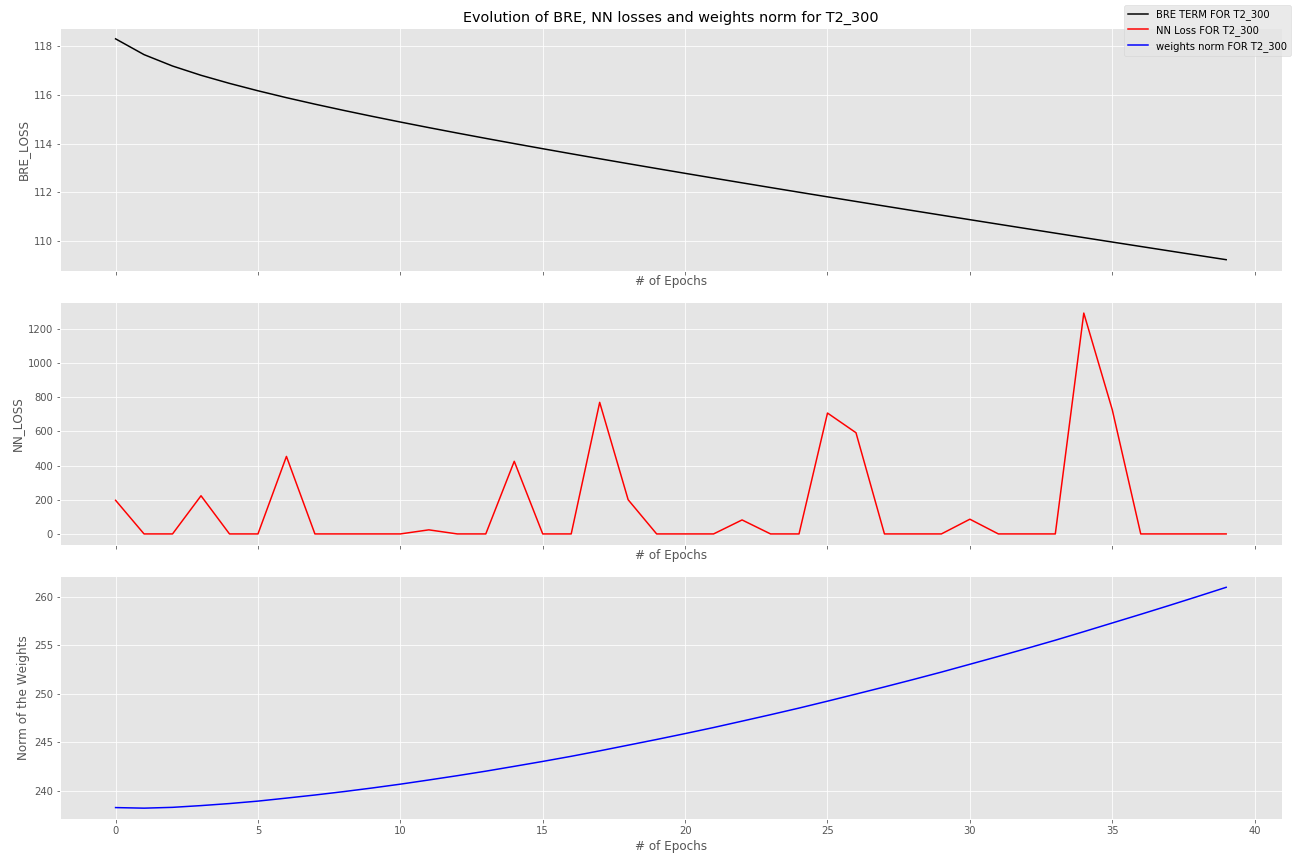 Evolution of BRE, NN losses and weights norm for T2_300
BRE TERM FOR T2_300
NN Loss FOR T2_300
weights norm FOR T2_300
BRE_LOSS
118
116
114
112
110
# of Epochs
NN_LOSS
1200
1000
800
600
400
200
0
# of Epochs
Norm of the Weights
260
255
250
245
240
0 5 10 15 20 25 30 35 40
# of Epochs